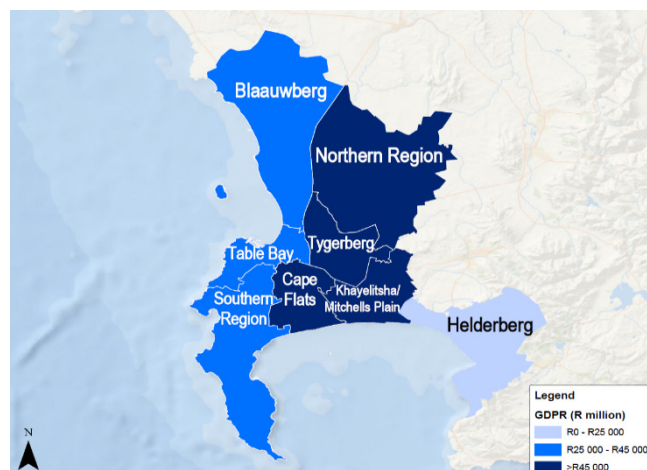 Blaauwberg
Northern Region
Tygerberg
Table Bay
Cape
Flats
Khayelitsha/
Mitchells Plain
Southern
Region
Helderberg
N
Legend
GDPR (R million)
R0 - R25 000
R25 000 - R45 000
>R45 000